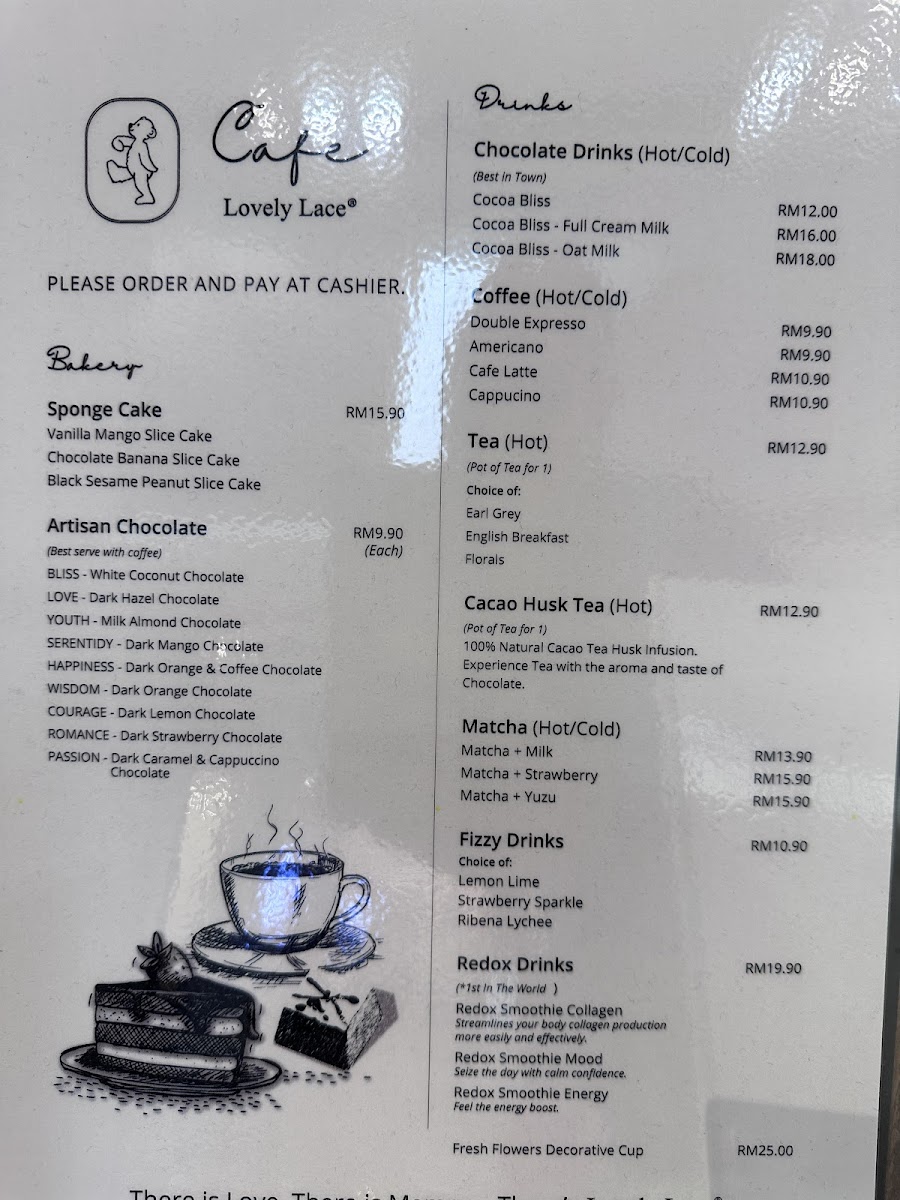 Cafe
Lovely Lace®
PLEASE ORDER AND PAY AT CASHIER.
Bakery
Sponge Cake RM15.90
Vanilla Mango Slice Cake
Chocolate Banana Slice Cake
Black Sesame Peanut Slice Cake
Artisan Chocolate RM9.90
(Best serve with coffee) (Each)
BLISS - White Coconut Chocolate
LOVE - Dark Hazel Chocolate
YOUTH - Milk Almond Chocolate
SERENTIDY - Dark Mango Chocolate
HAPPINESS - Dark Orange & Coffee Chocolate
WISDOM - Dark Orange Chocolate
COURAGE - Dark Lemon Chocolate
ROMANCE - Dark Strawberry Chocolate
PASSION - Dark Caramel & Cappuccino
Chocolate
Drinks
Chocolate Drinks (Hot/Cold)
(Best in Town)
Cocoa Bliss RM12.00
Cocoa Bliss - Full Cream Milk RM16.00
Cocoa Bliss - Oat Milk RM18.00
Coffee (Hot/Cold)
Double Expresso RM9.90
Americano RM9.90
Cafe Latte RM10.90
Cappucino RM10.90
Tea (Hot) RM12.90
(Pot of Tea for 1)
Choice of:
Earl Grey
English Breakfast
Florals
Cacao Husk Tea (Hot) RM12.90
(Pot of Tea for 1)
100% Natural Cacao Tea Husk Infusion.
Experience Tea with the aroma and taste of
Chocolate.
Matcha (Hot/Cold)
Matcha + Milk RM13.90
Matcha + Strawberry RM15.90
Matcha + Yuzu RM15.90
Fizzy Drinks RM10.90
Choice of:
Lemon Lime
Strawberry Sparkle
Ribena Lychee
Redox Drinks RM19.90
(*1st In The World )
Redox Smoothie Collagen
Streamlines your body collagen production
more easily and effectively.
Redox Smoothie Mood
Seize the day with calm confidence.
Redox Smoothie Energy
Feel the energy boost.
Fresh Flowers Decorative Cup RM25.00
There is Love, There is